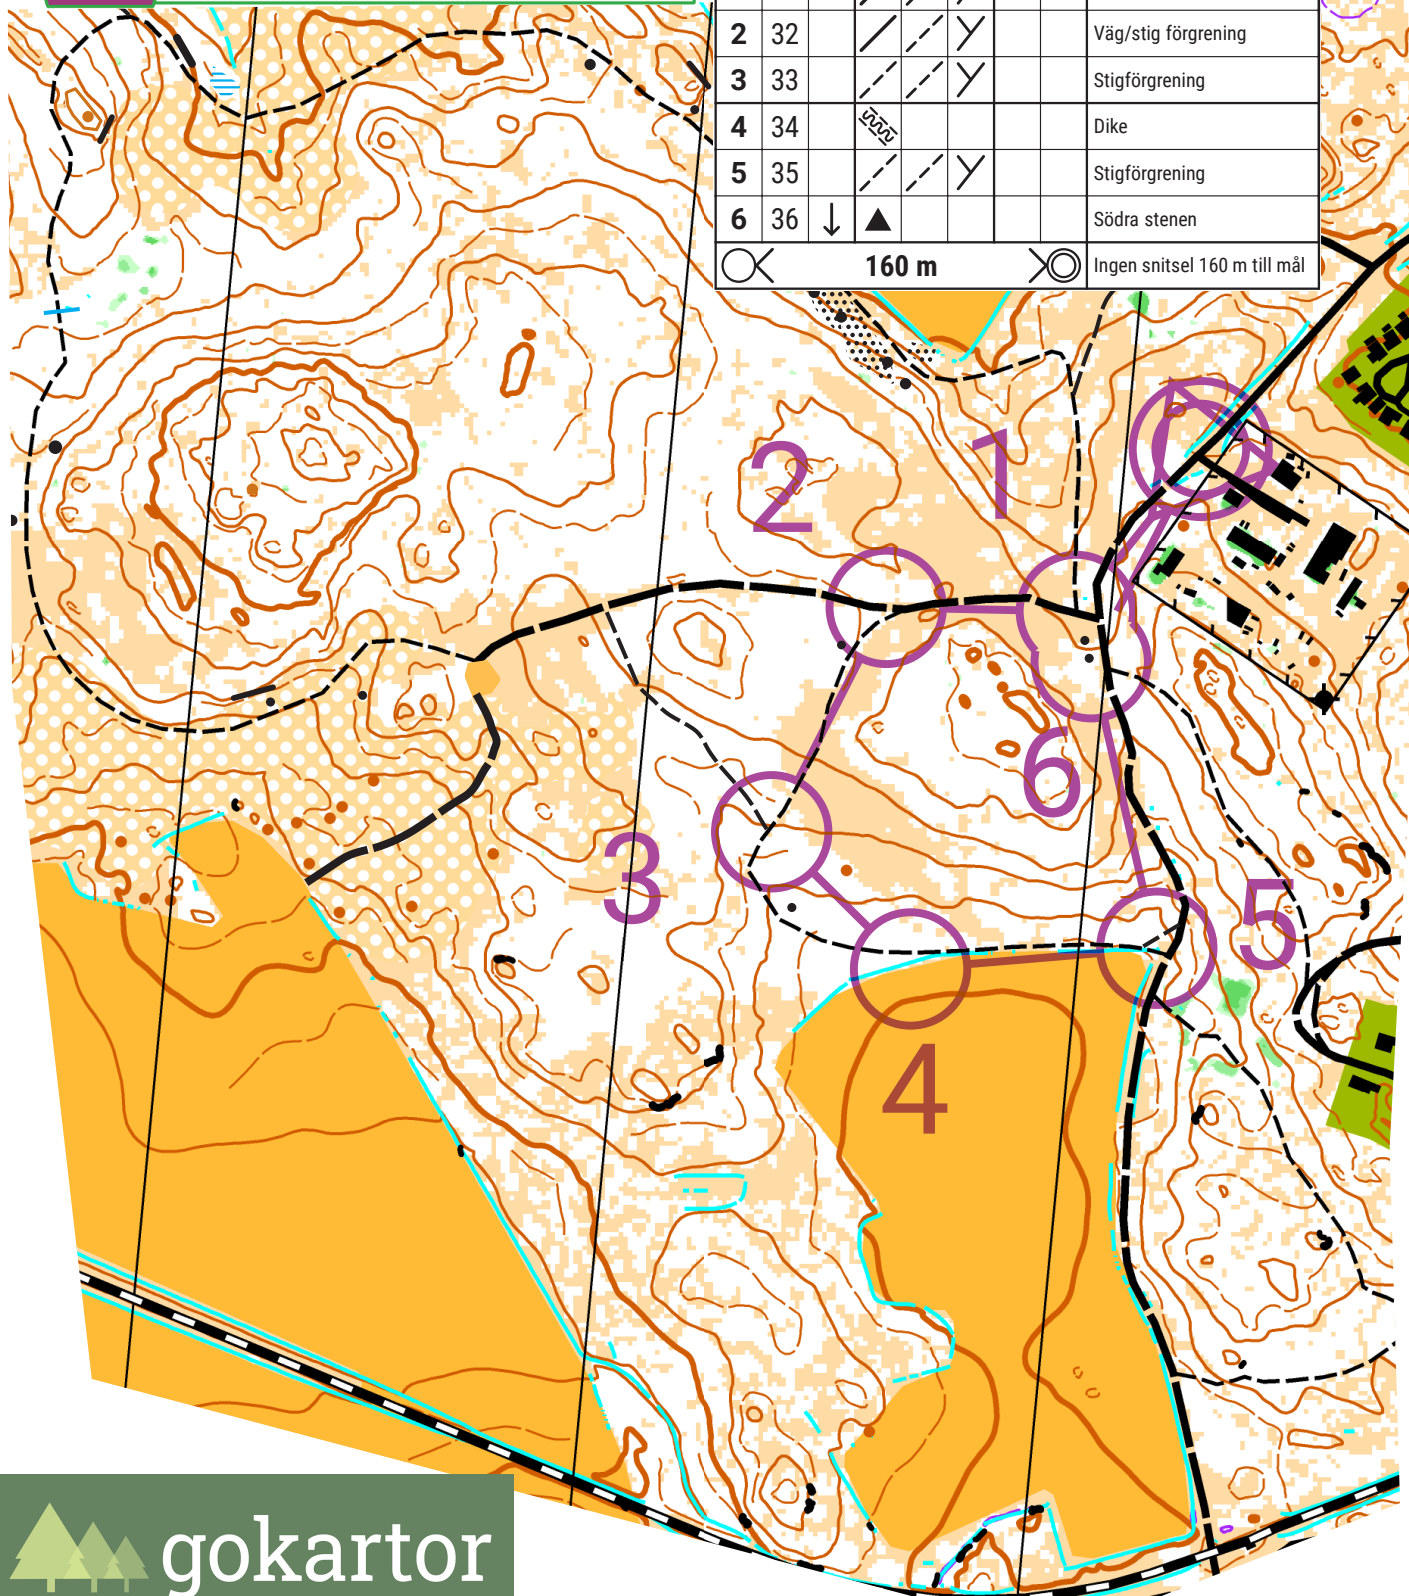 2 32 Väg/stig förgrening
3 33 Stigförgrening
4 34 Dike
5 35 Stigförgrening
6 36 Södra stenen
160 m Ingen snitsel 160 m till mål
2
1
6
3
5
4
gokartor